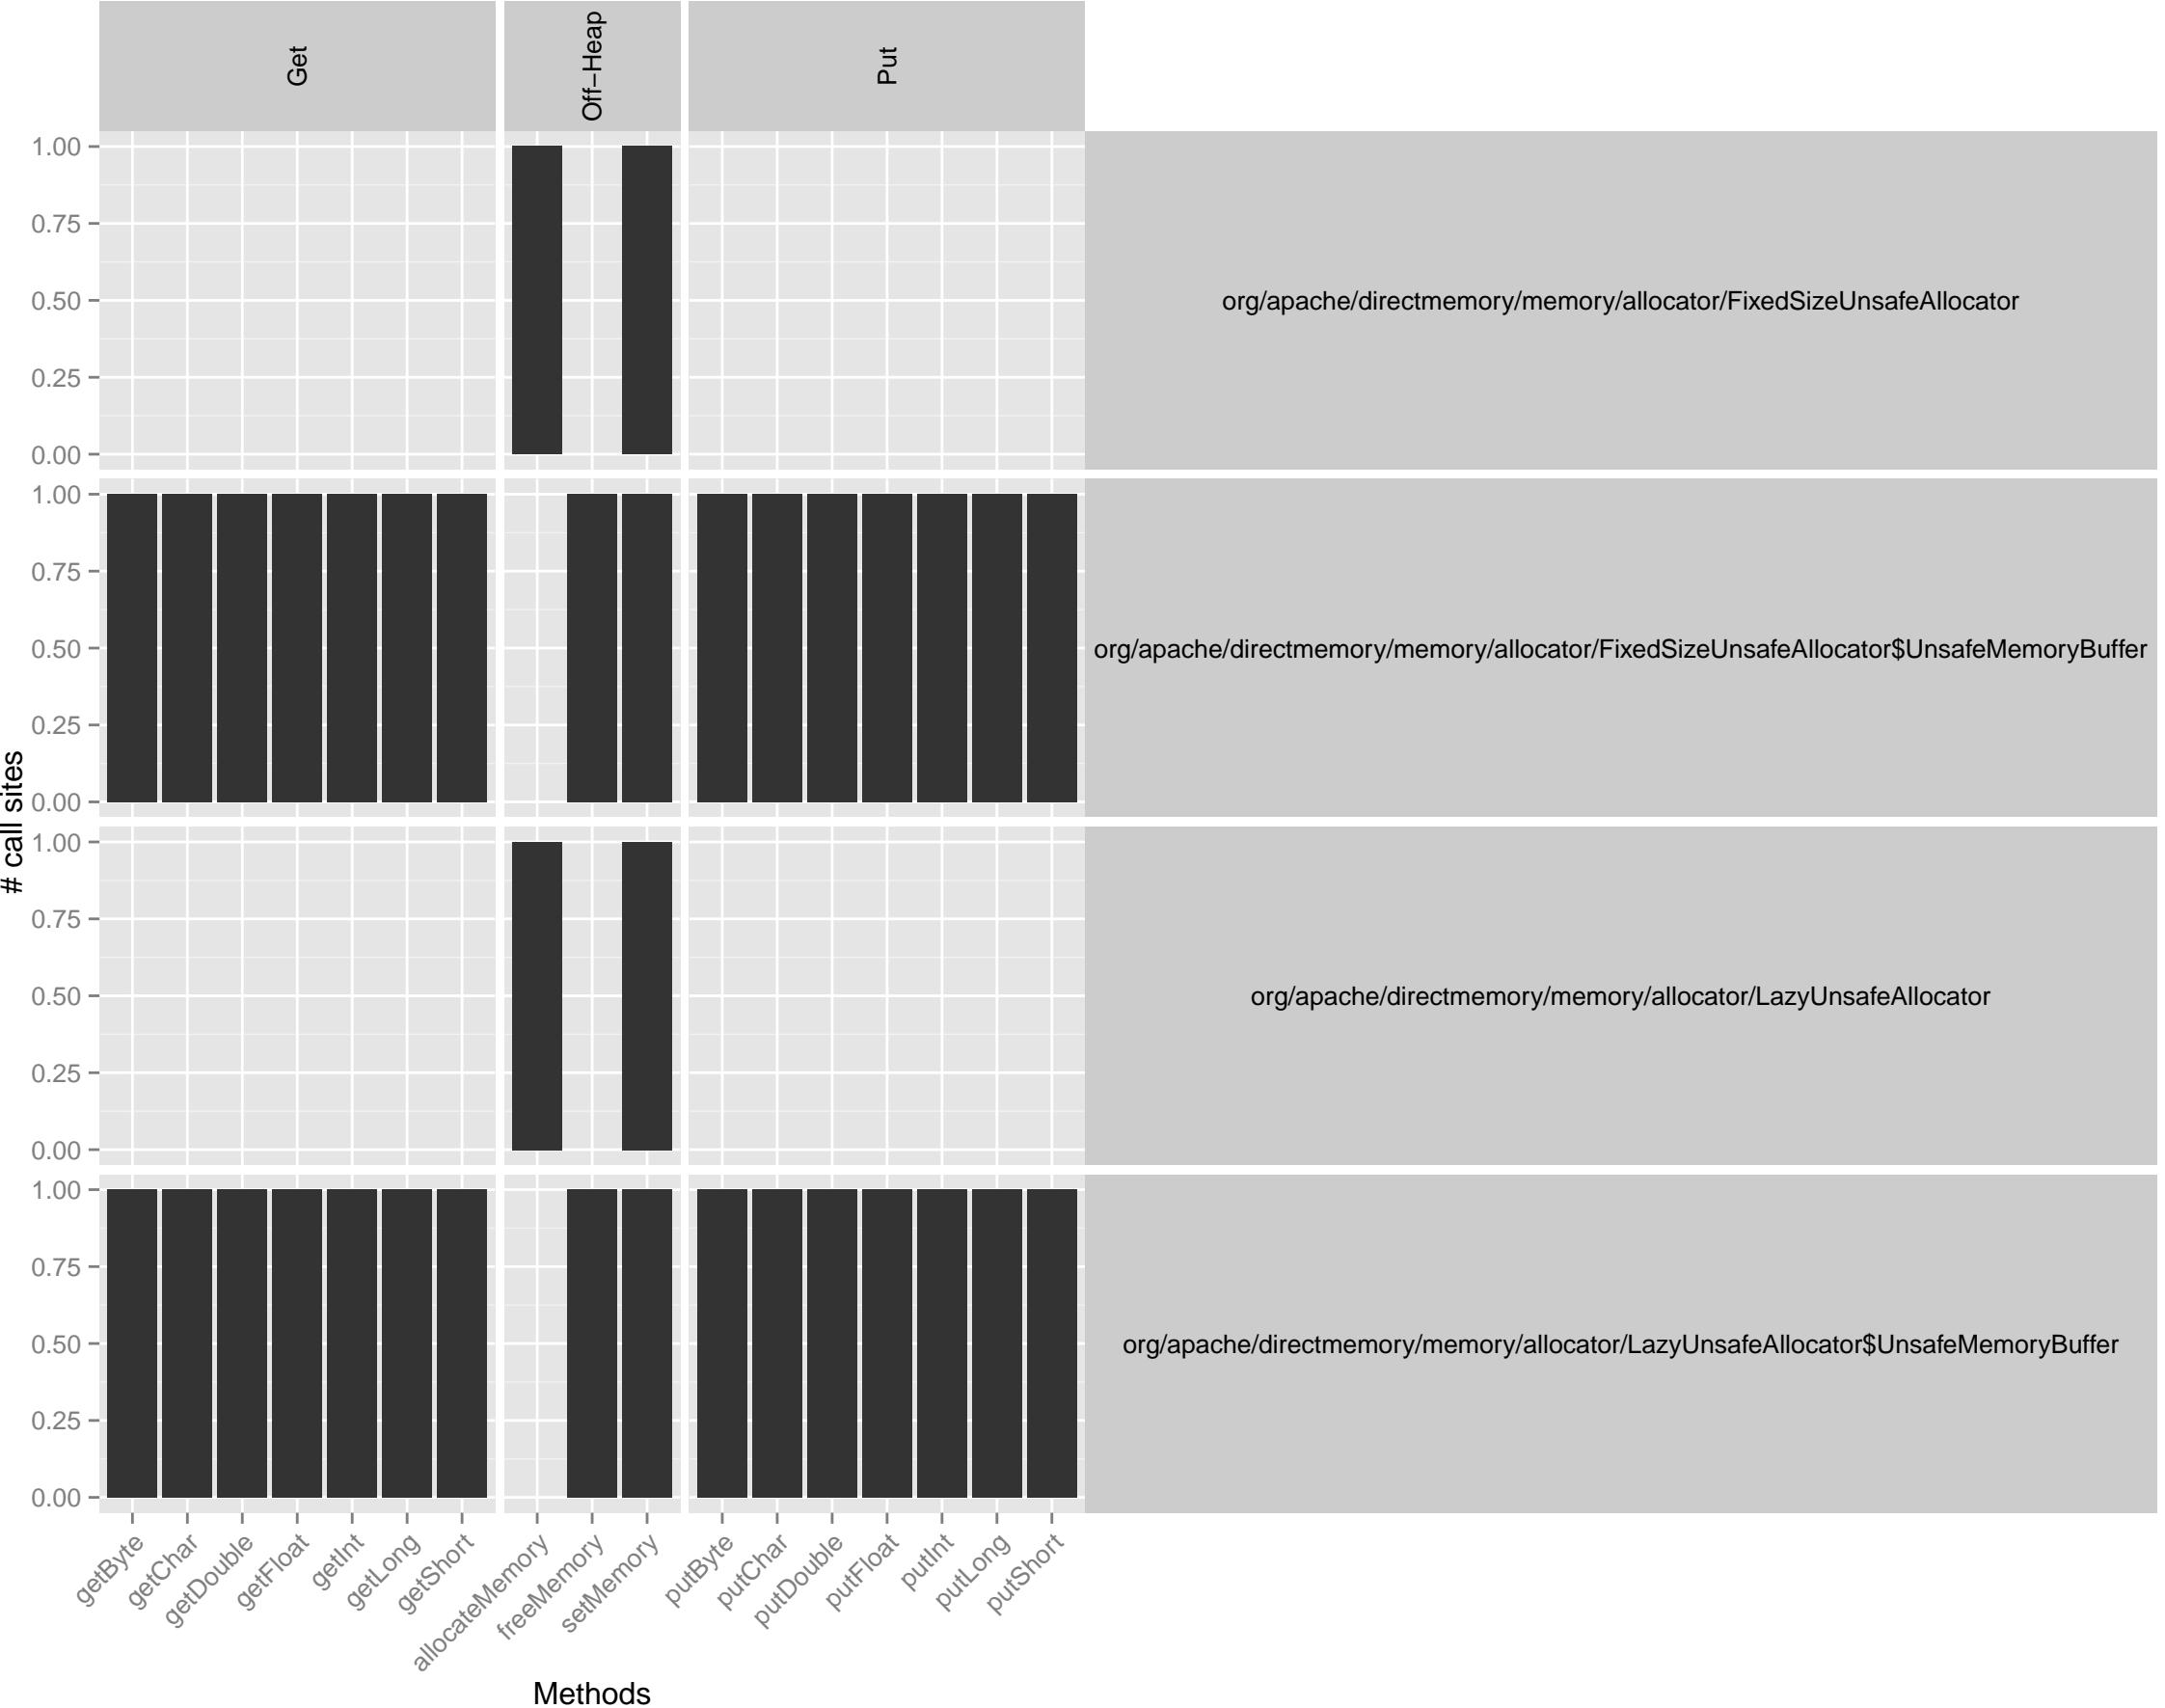 Get
Off−Heap
Put
1.00
0.75
0.50
0.25
0.00
org/apache/directmemory/memory/allocator/FixedSizeUnsafeAllocator
1.00
0.75
0.50
0.25
0.00
org/apache/directmemory/memory/allocator/FixedSizeUnsafeAllocator$UnsafeMemoryBuffer
# call sites
1.00
0.75
0.50
0.25
0.00
org/apache/directmemory/memory/allocator/LazyUnsafeAllocator
1.00
0.75
0.50
0.25
0.00
org/apache/directmemory/memory/allocator/LazyUnsafeAllocator$UnsafeMemoryBuffer
getByte
getChar
getDouble
getFloat
getInt
getLong
getShort
allocateMemory
freeMemory
setMemory
putByte
putChar
putDouble
putFloat
putInt
putLong
putShort
Methods